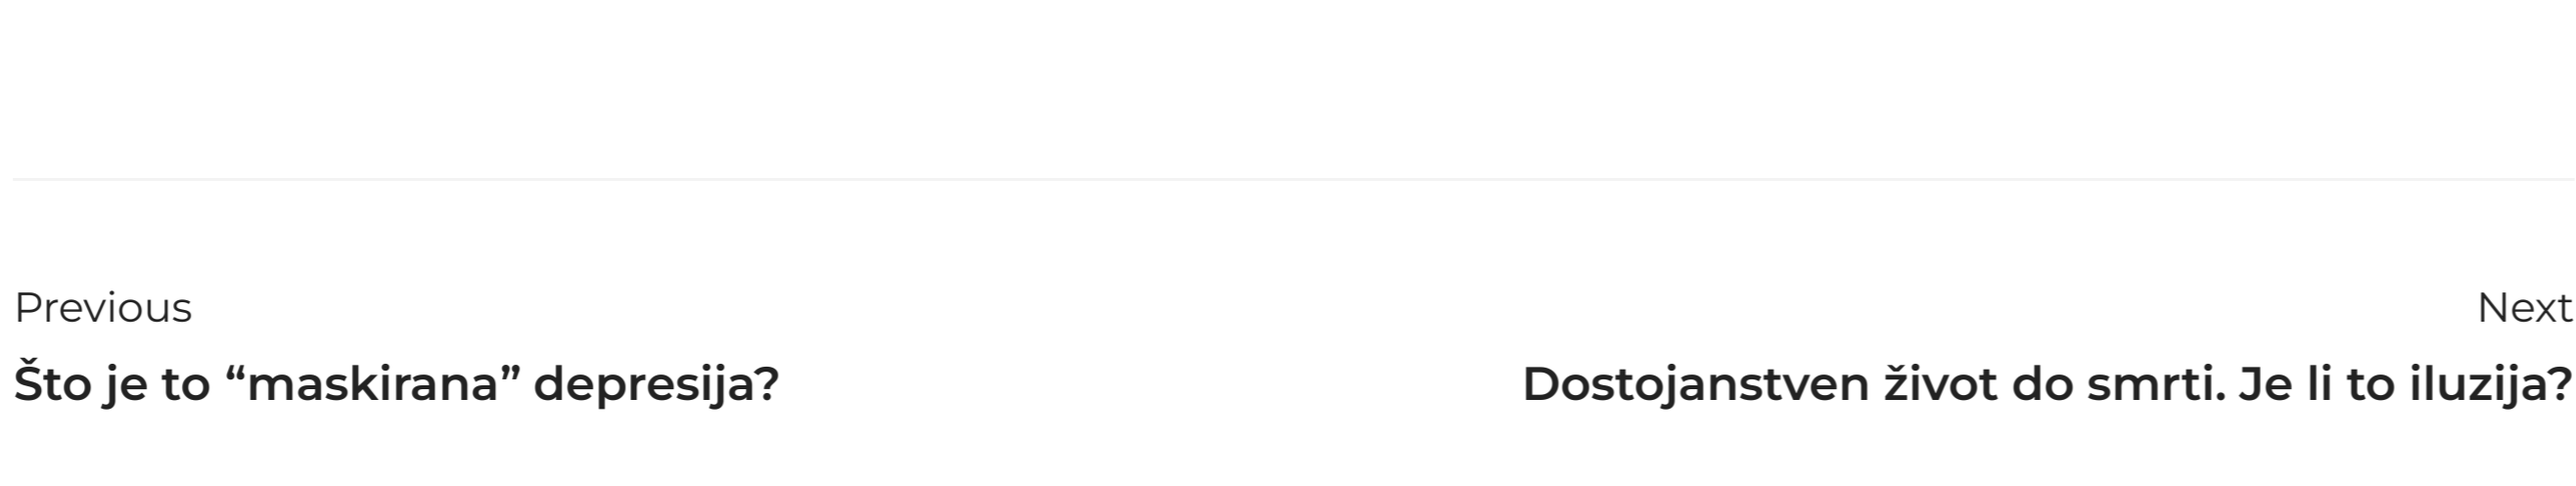 Previous
Next
Što je to “maskirana” depresija?
Dostojanstven život do smrti. Je li to iluzija?